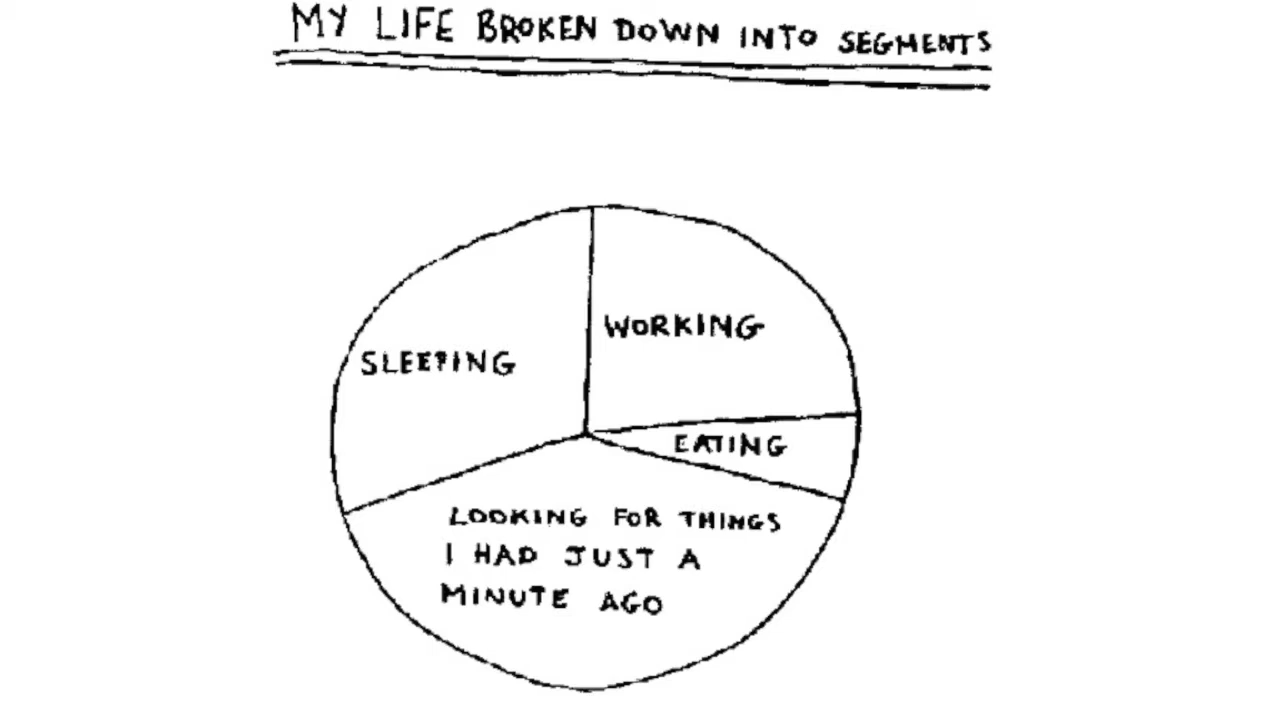 MY LIFE BROKEN DOWN INTO SEGMENTS
WORKING
SLEEPING
EATING
LOOKING FOR THINGS
I HAD JUST A
MINUTE AGO